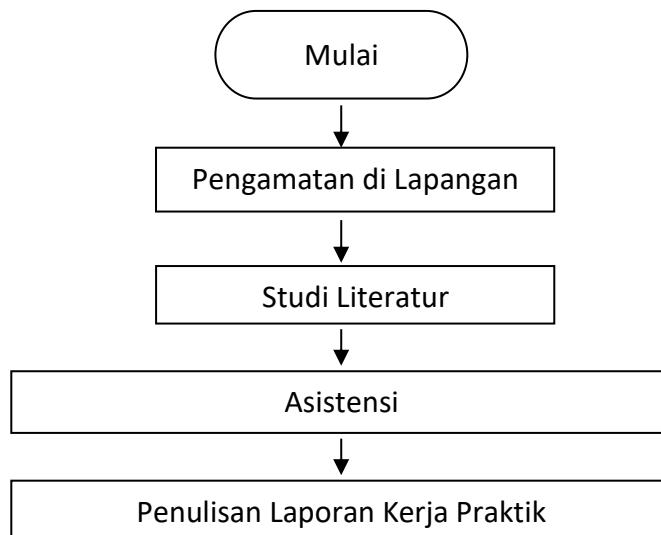 Mulai
Pengamatan di Lapangan
Studi Literatur
Asistensi
Penulisan Laporan Kerja Praktik